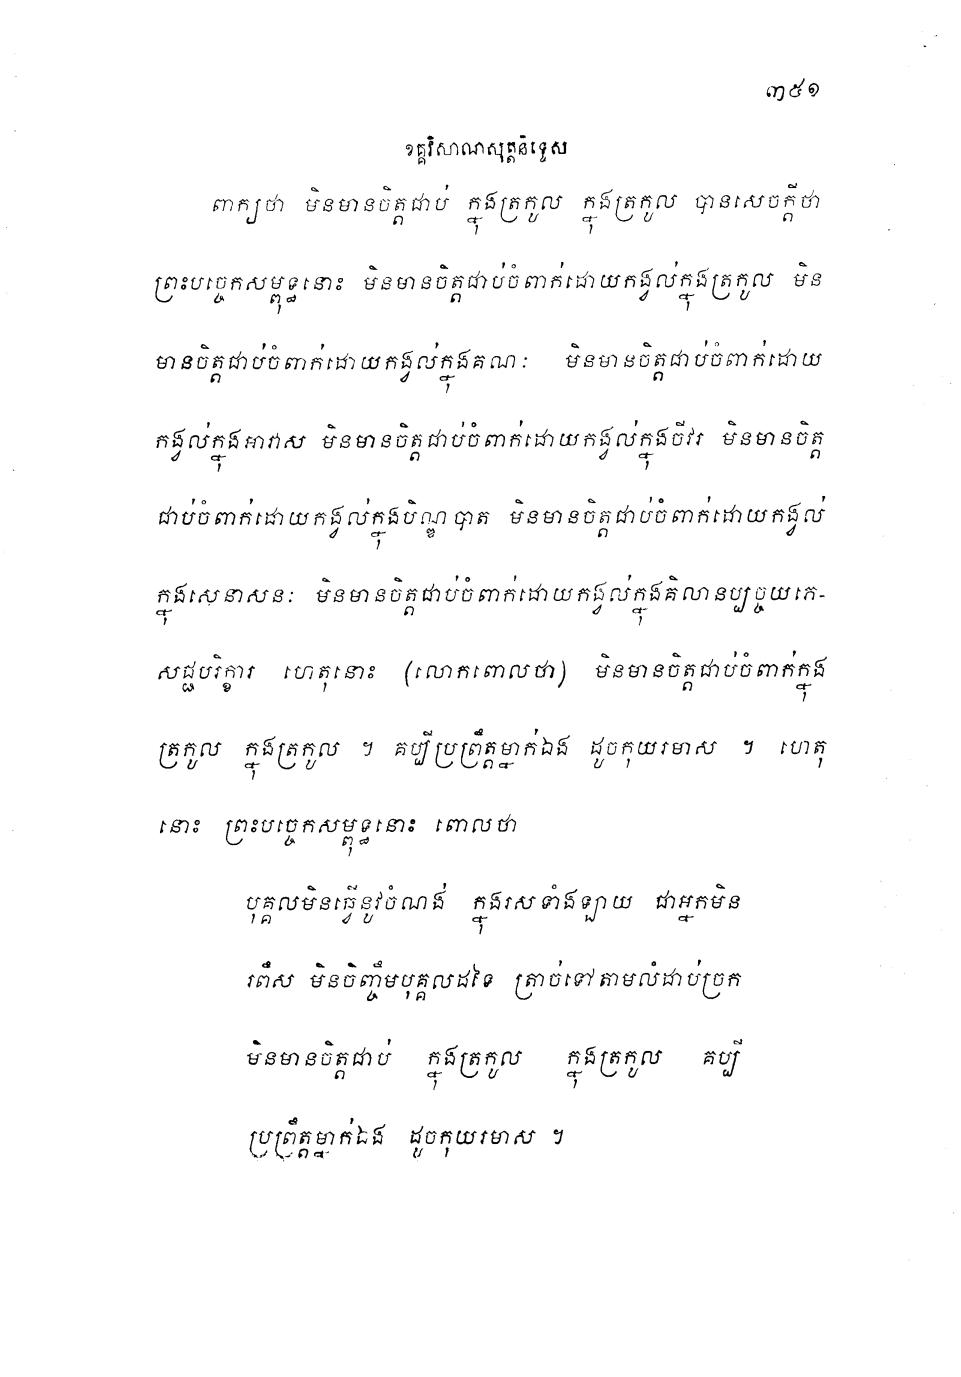 ៣៥១
ខគ្គវិសាណសុត្តនិទ្ទេស
ពាក្យថា មិនមានចិត្តជាប់ ក្នុងត្រកូល ក្នុងត្រកូល បានសេចក្តីថា
ព្រះបច្ចេកសម្ពុទ្ធនោះ មិនមានចិត្តជាប់ចំពាក់ដោយកង្វល់ក្នុងត្រកូល មិន
មានចិត្តជាប់ចំពាក់ដោយកង្វល់ក្នុងគណៈ មិនមានចិត្តជាប់ចំពាក់ដោយ
កង្វល់ក្នុងអាវាស មិនមានចិត្តជាប់ចំពាក់ដោយកង្វល់ក្នុងចីវរ មិនមានចិត្ត
ជាប់ចំពាក់ដោយកង្វល់ក្នុងបិណ្ឌបាត មិនមានចិត្តជាប់ចំពាក់ដោយកង្វល់
ក្នុងសេនាសនៈ មិនមានចិត្តជាប់ចំពាក់ដោយកង្វល់ក្នុងគិលានប្បច្ចយភេ-
សជ្ជបរិក្ខារ ហេតុនោះ (លោកពោលថា) មិនមានចិត្តជាប់ចំពាក់ក្នុង
ត្រកូល ក្នុងត្រកូល ។ គប្បីប្រព្រឹត្តម្នាក់ឯង ដូចកុយរមាស ។ ហេតុ
នោះ ព្រះបច្ចេកសម្ពុទ្ធនោះ ពោលថា
បុគ្គលមិនធ្វើនូវចំណង់ ក្នុងរសទាំងឡាយ ជាអ្នកមិន
រពឹស មិនចិញ្ចឹមបុគ្គលដទៃ ត្រាច់ទៅតាមលំដាប់ច្រក
មិនមានចិត្តជាប់ ក្នុងត្រកូល ក្នុងត្រកូល គប្បី
ប្រព្រឹត្តម្នាក់ឯង ដូចកុយរមាស ។